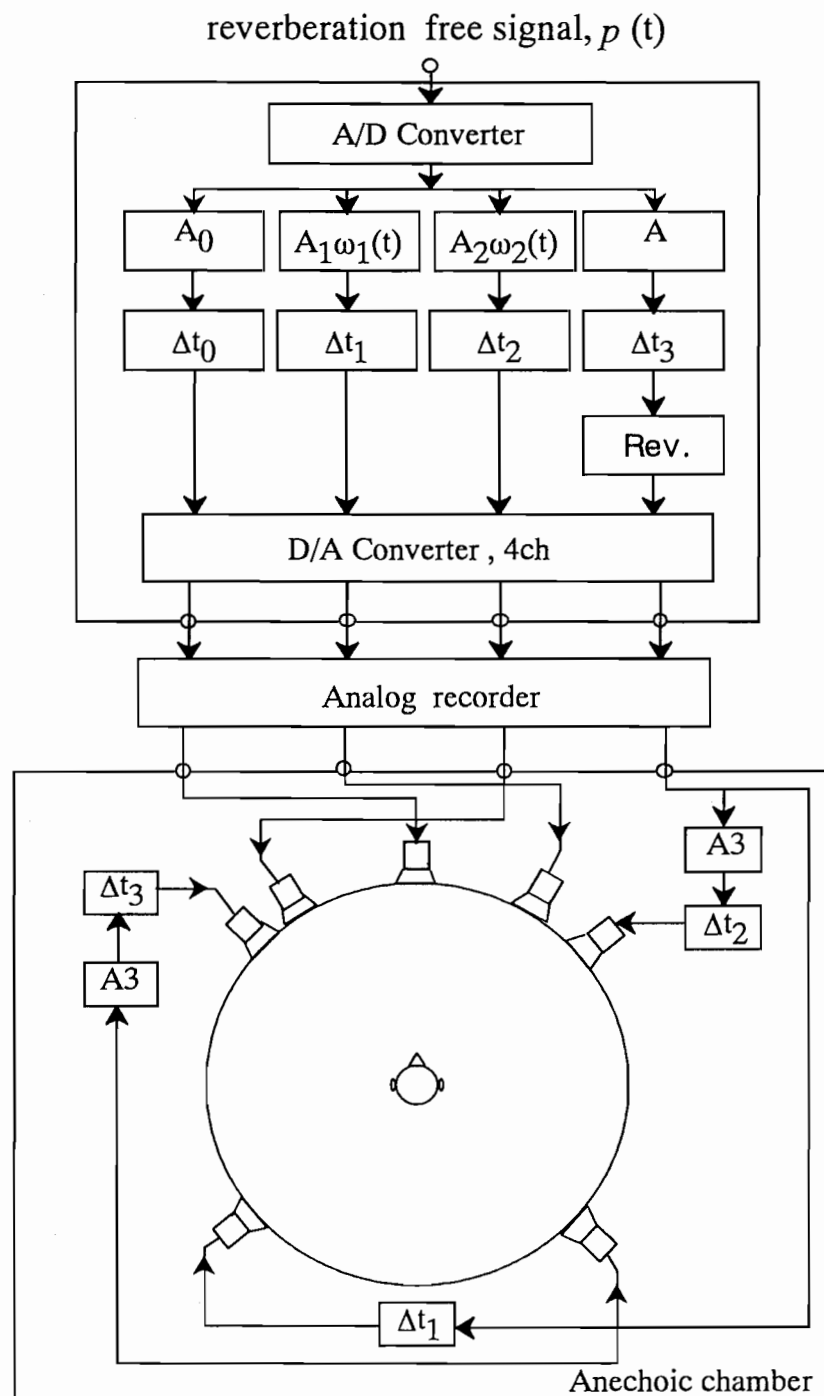 reverberation free signal, p (t)
A/D Converter
A0 A1ω1(t) A2ω2(t) A
Δt0 Δt1 Δt2 Δt3
Rev.
D/A Converter , 4ch
Analog recorder
A3
Δt3 Δt2
A3
Δt1
Anechoic chamber